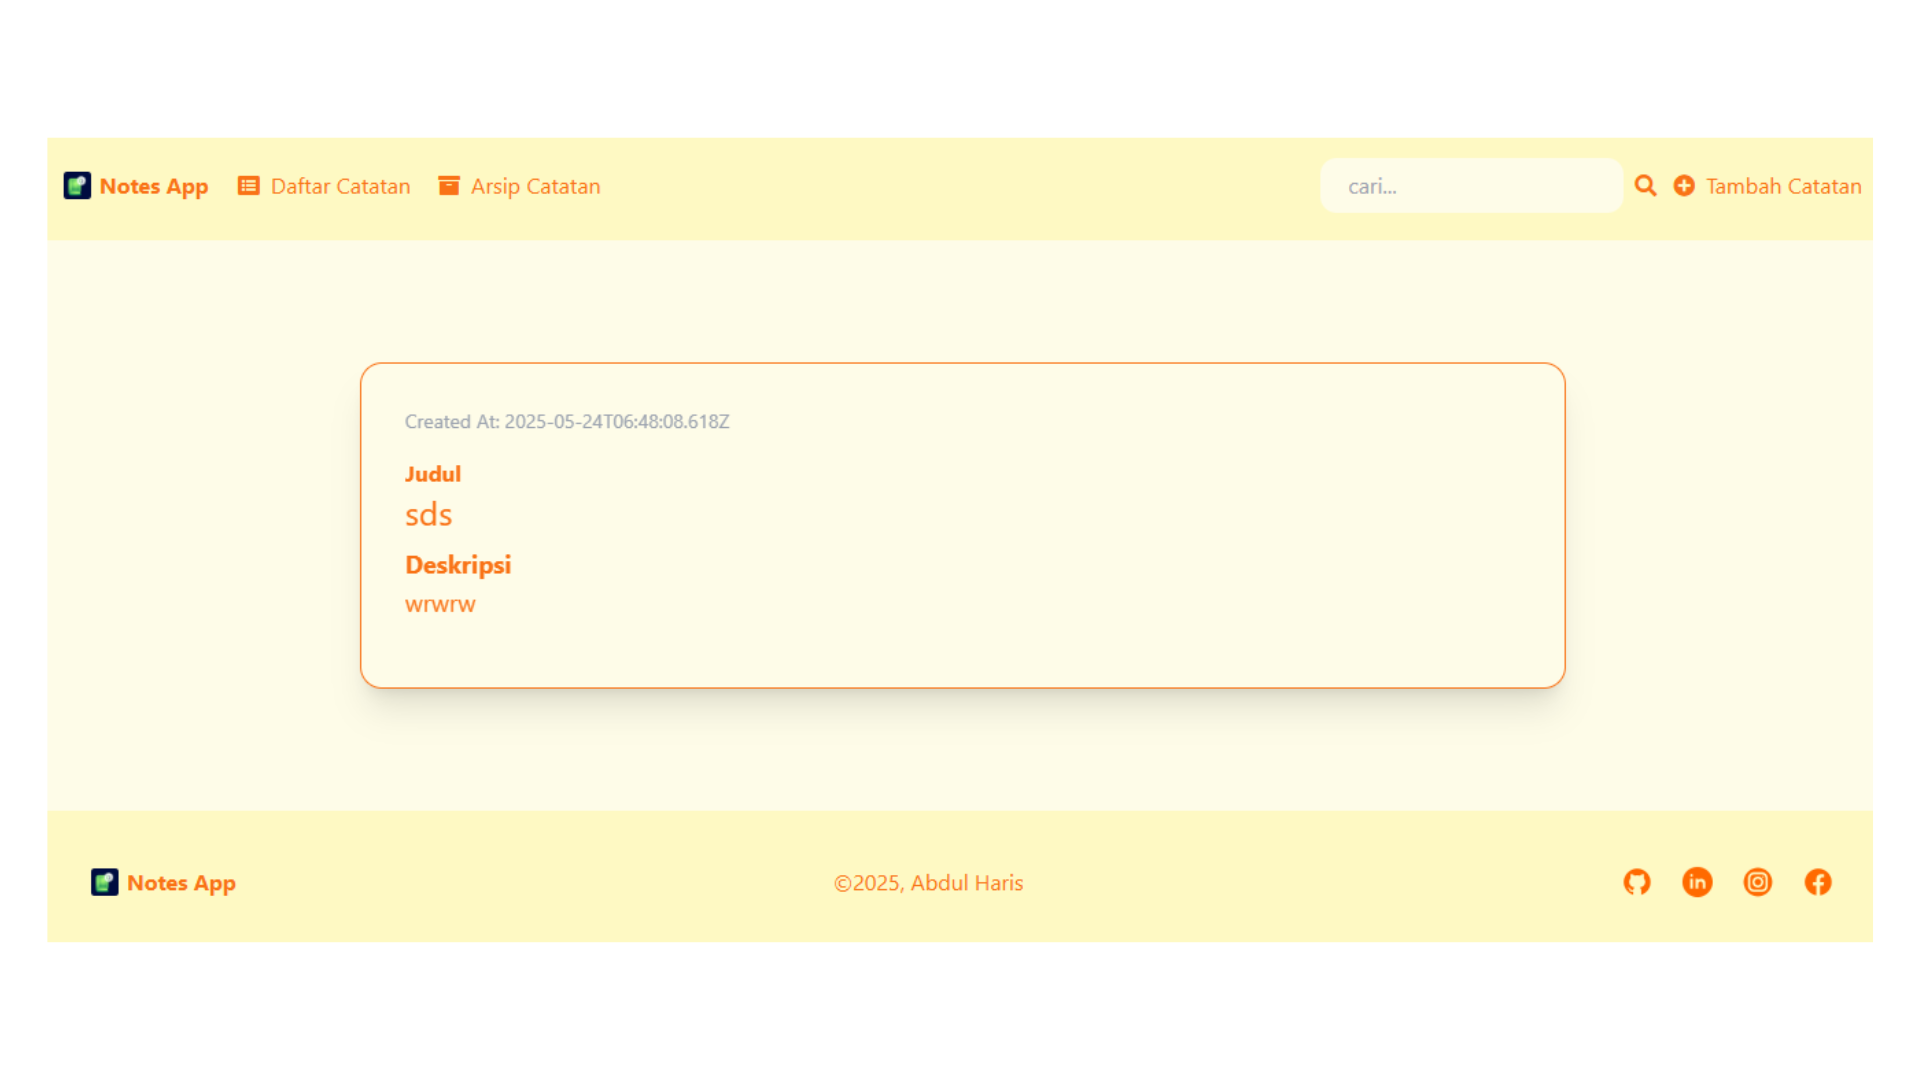 Notes App Daftar Catatan Arsip Catatan cari... Tambah Catatan
Created At: 2025-05-24T06:48:08.618Z
Judul
sds
Deskripsi
wrwrw
Notes App ©2025, Abdul Haris